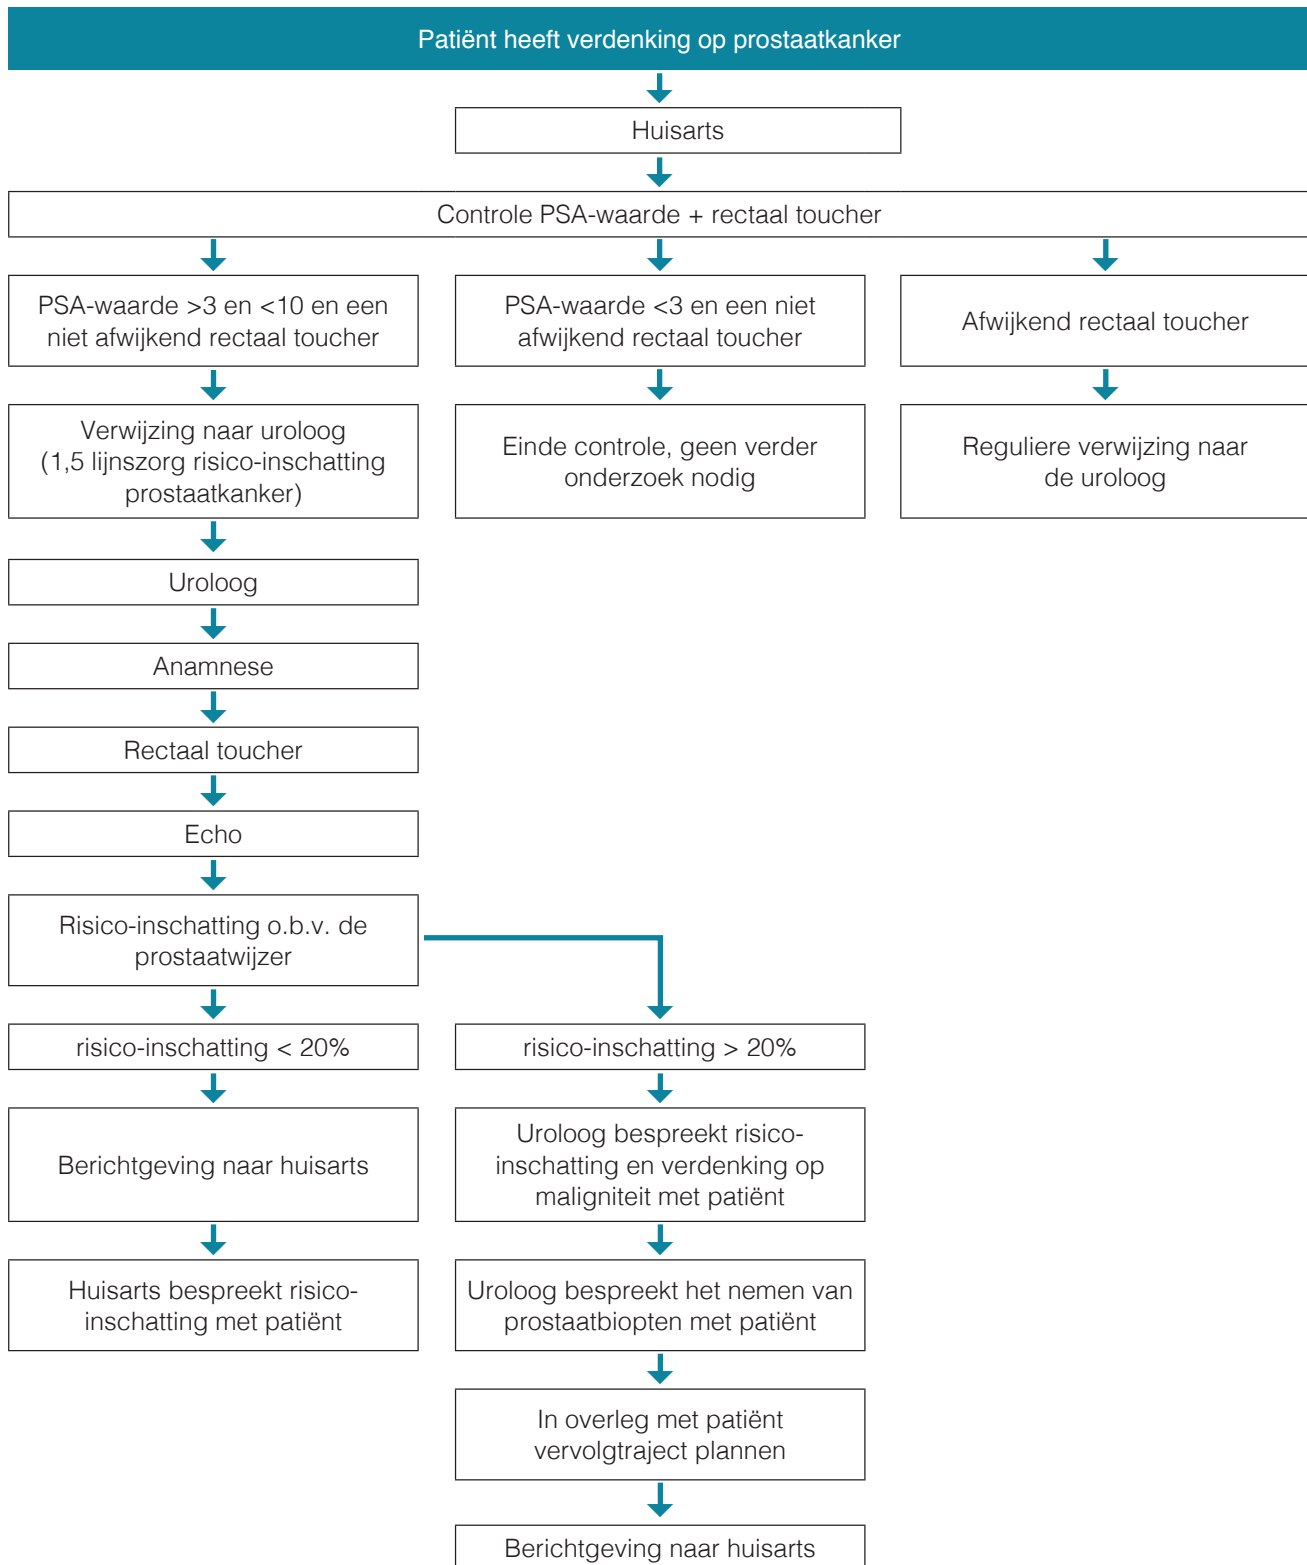 Patiënt heeft verdenking op prostaatkanker
Huisarts
Controle PSA-waarde + rectaal toucher
PSA-waarde >3 en <10 en een
niet afwijkend rectaal toucher
PSA-waarde <3 en een niet
afwijkend rectaal toucher
Afwijkend rectaal toucher
Verwijzing naar uroloog
(1,5 lijnszorg risico-inschatting
prostaatkanker)
Einde controle, geen verder
onderzoek nodig
Reguliere verwijzing naar
de uroloog
Uroloog
Anamnese
Rectaal toucher
Echo
Risico-inschatting o.b.v. de
prostaatwijzer
risico-inschatting < 20%
risico-inschatting > 20%
Berichtgeving naar huisarts
Uroloog bespreekt risico-
inschatting en verdenking op
maligniteit met patiënt
Huisarts bespreekt risico-
inschatting met patiënt
Uroloog bespreekt het nemen van
prostaatbiopten met patiënt
In overleg met patiënt
vervolgtraject plannen
Berichtgeving naar huisarts